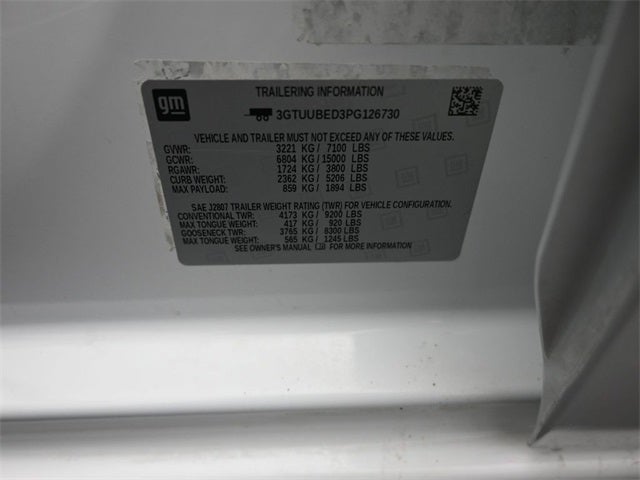 gm
TRAILERING INFORMATION
3GTUUBED3PG126730
VEHICLE AND TRAILER MUST NOT EXCEED ANY OF THESE VALUES.
GVWR: 3221 KG / 7100 LBS
GCWR: 6804 KG / 15000 LBS
RGAWR: 1724 KG / 3800 LBS
CURB WEIGHT: 2362 KG / 5206 LBS
MAX PAYLOAD: 859 KG / 1894 LBS
SAE J2807 TRAILER WEIGHT RATING (TWR) FOR VEHICLE CONFIGURATION.
CONVENTIONAL TWR: 4173 KG / 9200 LBS
MAX TONGUE WEIGHT: 417 KG / 920 LBS
GOOSENECK TWR: 3765 KG / 8300 LBS
MAX TONGUE WEIGHT: 565 KG / 1245 LBS
SEE OWNER'S MANUAL FOR MORE INFORMATION